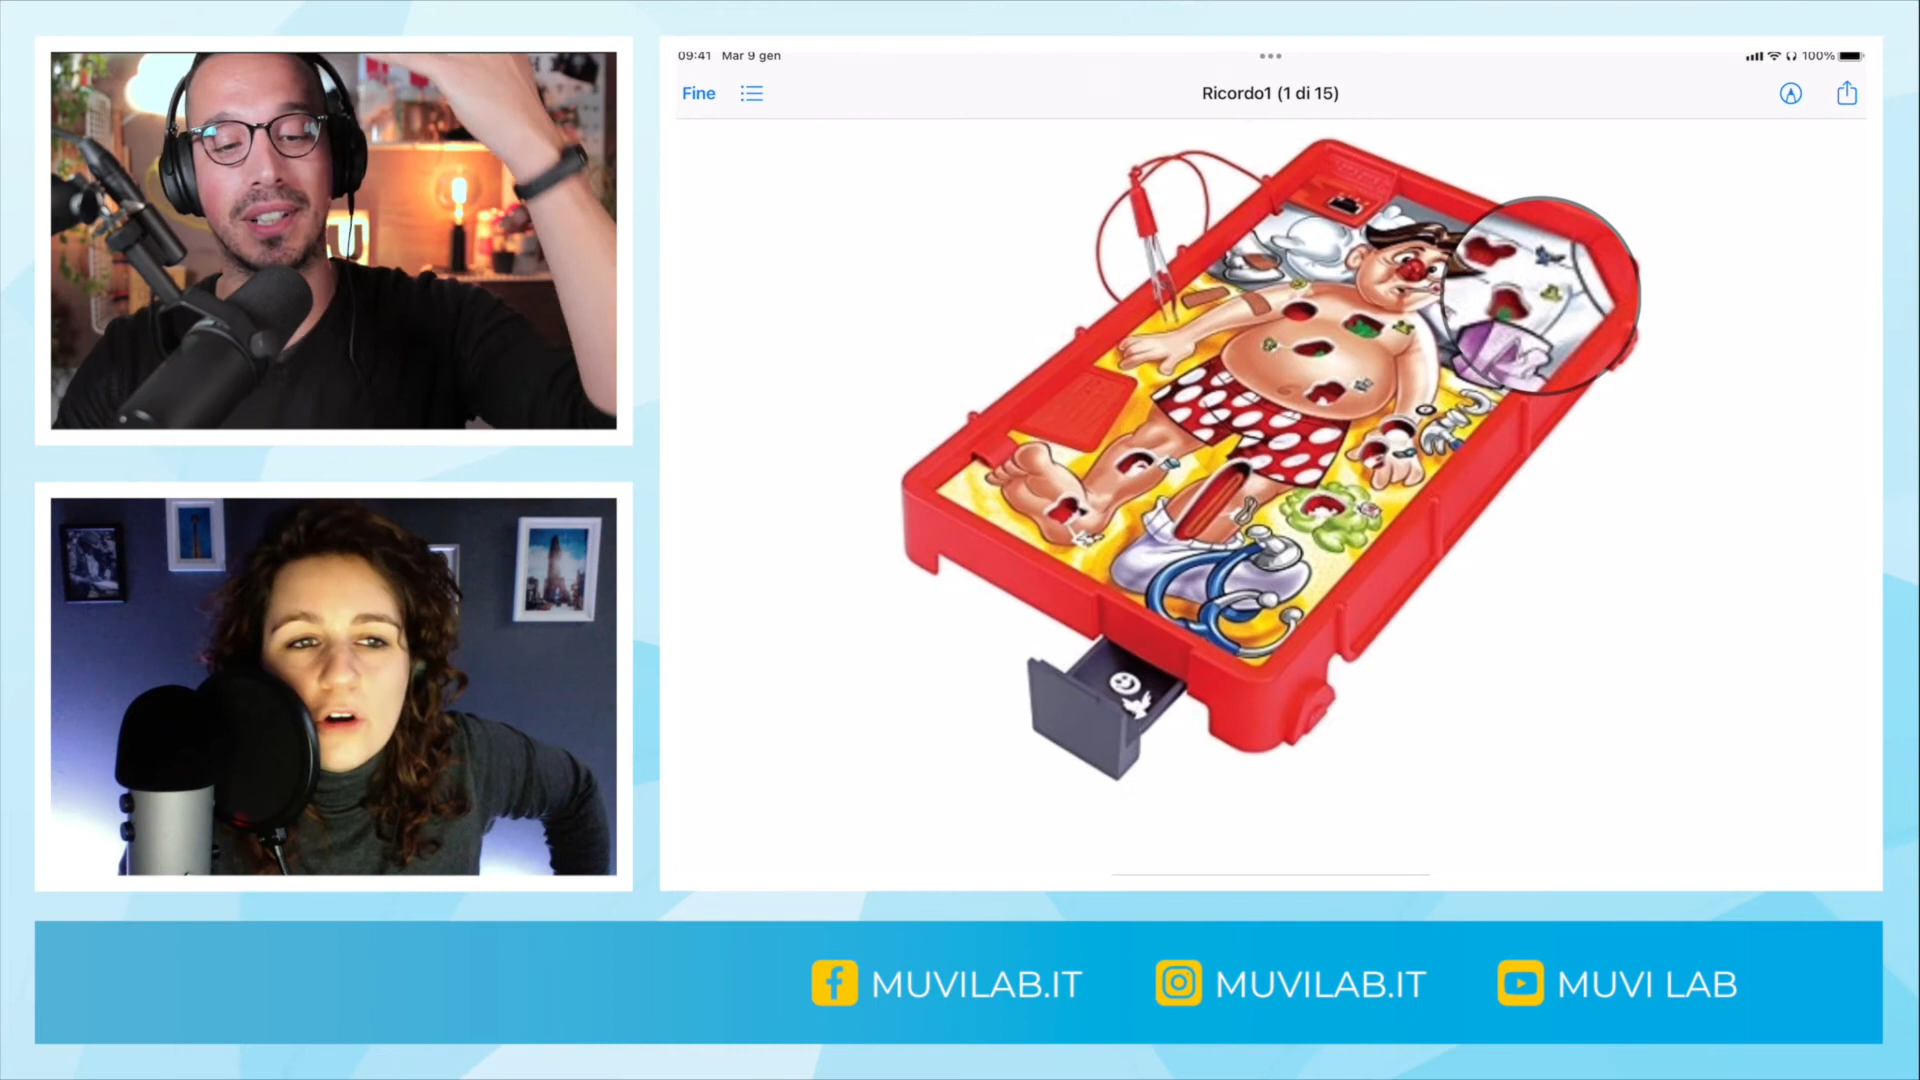 09:41 Mar 9 gen
100%
Fine
Ricordo1 (1 di 15)
MUVILAB.IT
MUVILAB.IT
MUVI LAB